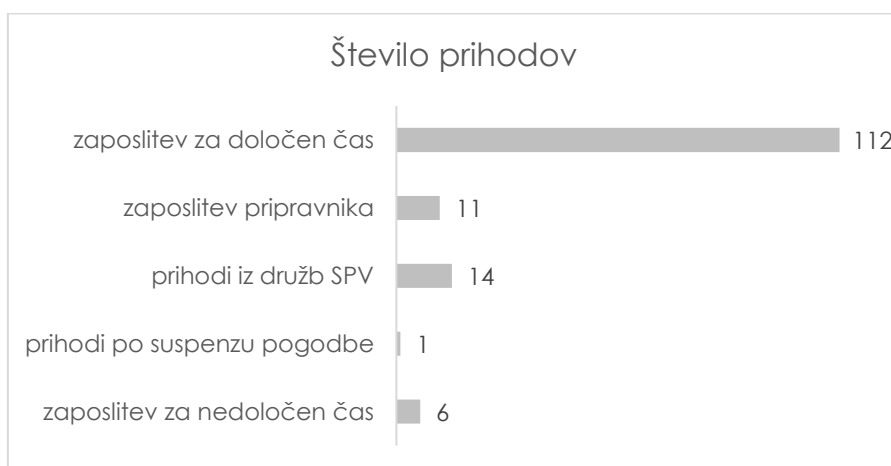 Število prihodov
zaposlitev za določen čas 112
zaposlitev pripravnika 11
prihodi iz družb SPV 14
prihodi po suspenzu pogodbe 1
zaposlitev za nedoločen čas 6